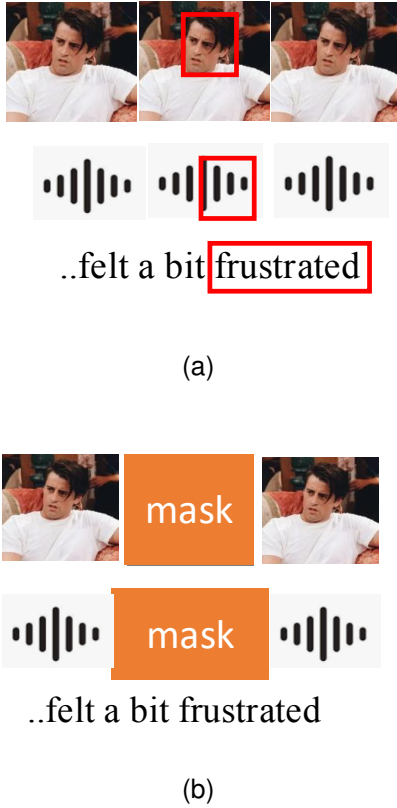 ..felt a bit frustrated
(a)
mask
mask
..felt a bit frustrated
(b)